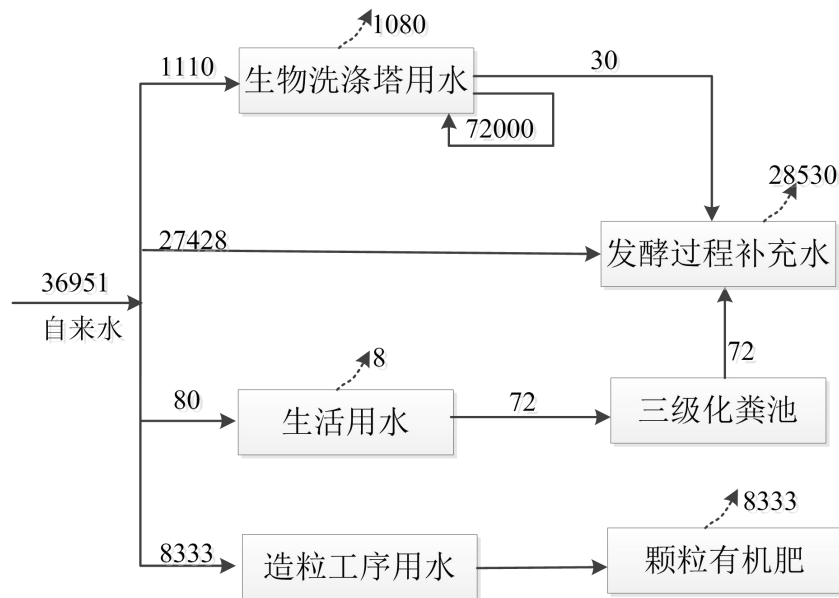 1080
1110
生物洗涤塔用水
30
72000
28530
27428
发酵过程补充水
36951
自来水
8
72
80
生活用水
72
三级化粪池
8333
8333
造粒工序用水
颗粒有机肥